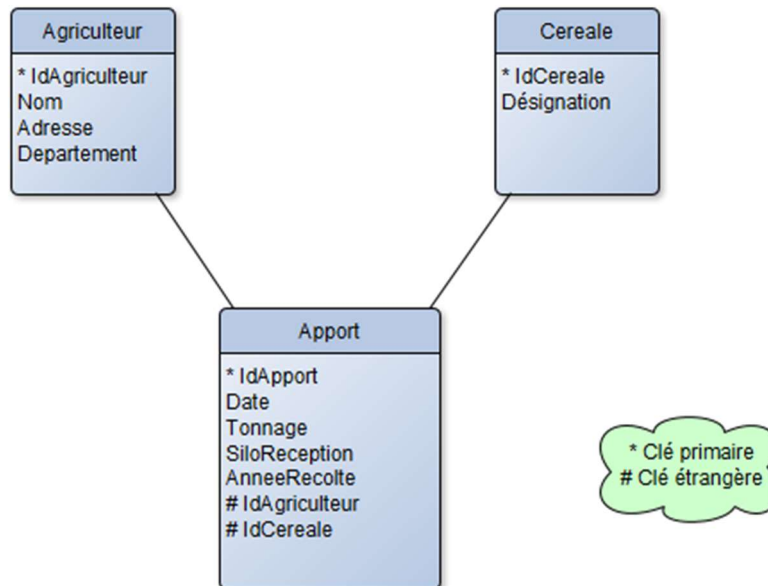 Agriculteur
* IdAgriculteur
Nom
Adresse
Departement
Cereale
* IdCereale
Désignation
Apport
* IdApport
Date
Tonnage
SiloReception
AnneeRecolte
# IdAgriculteur
# IdCereale
* Clé primaire
# Clé étrangère